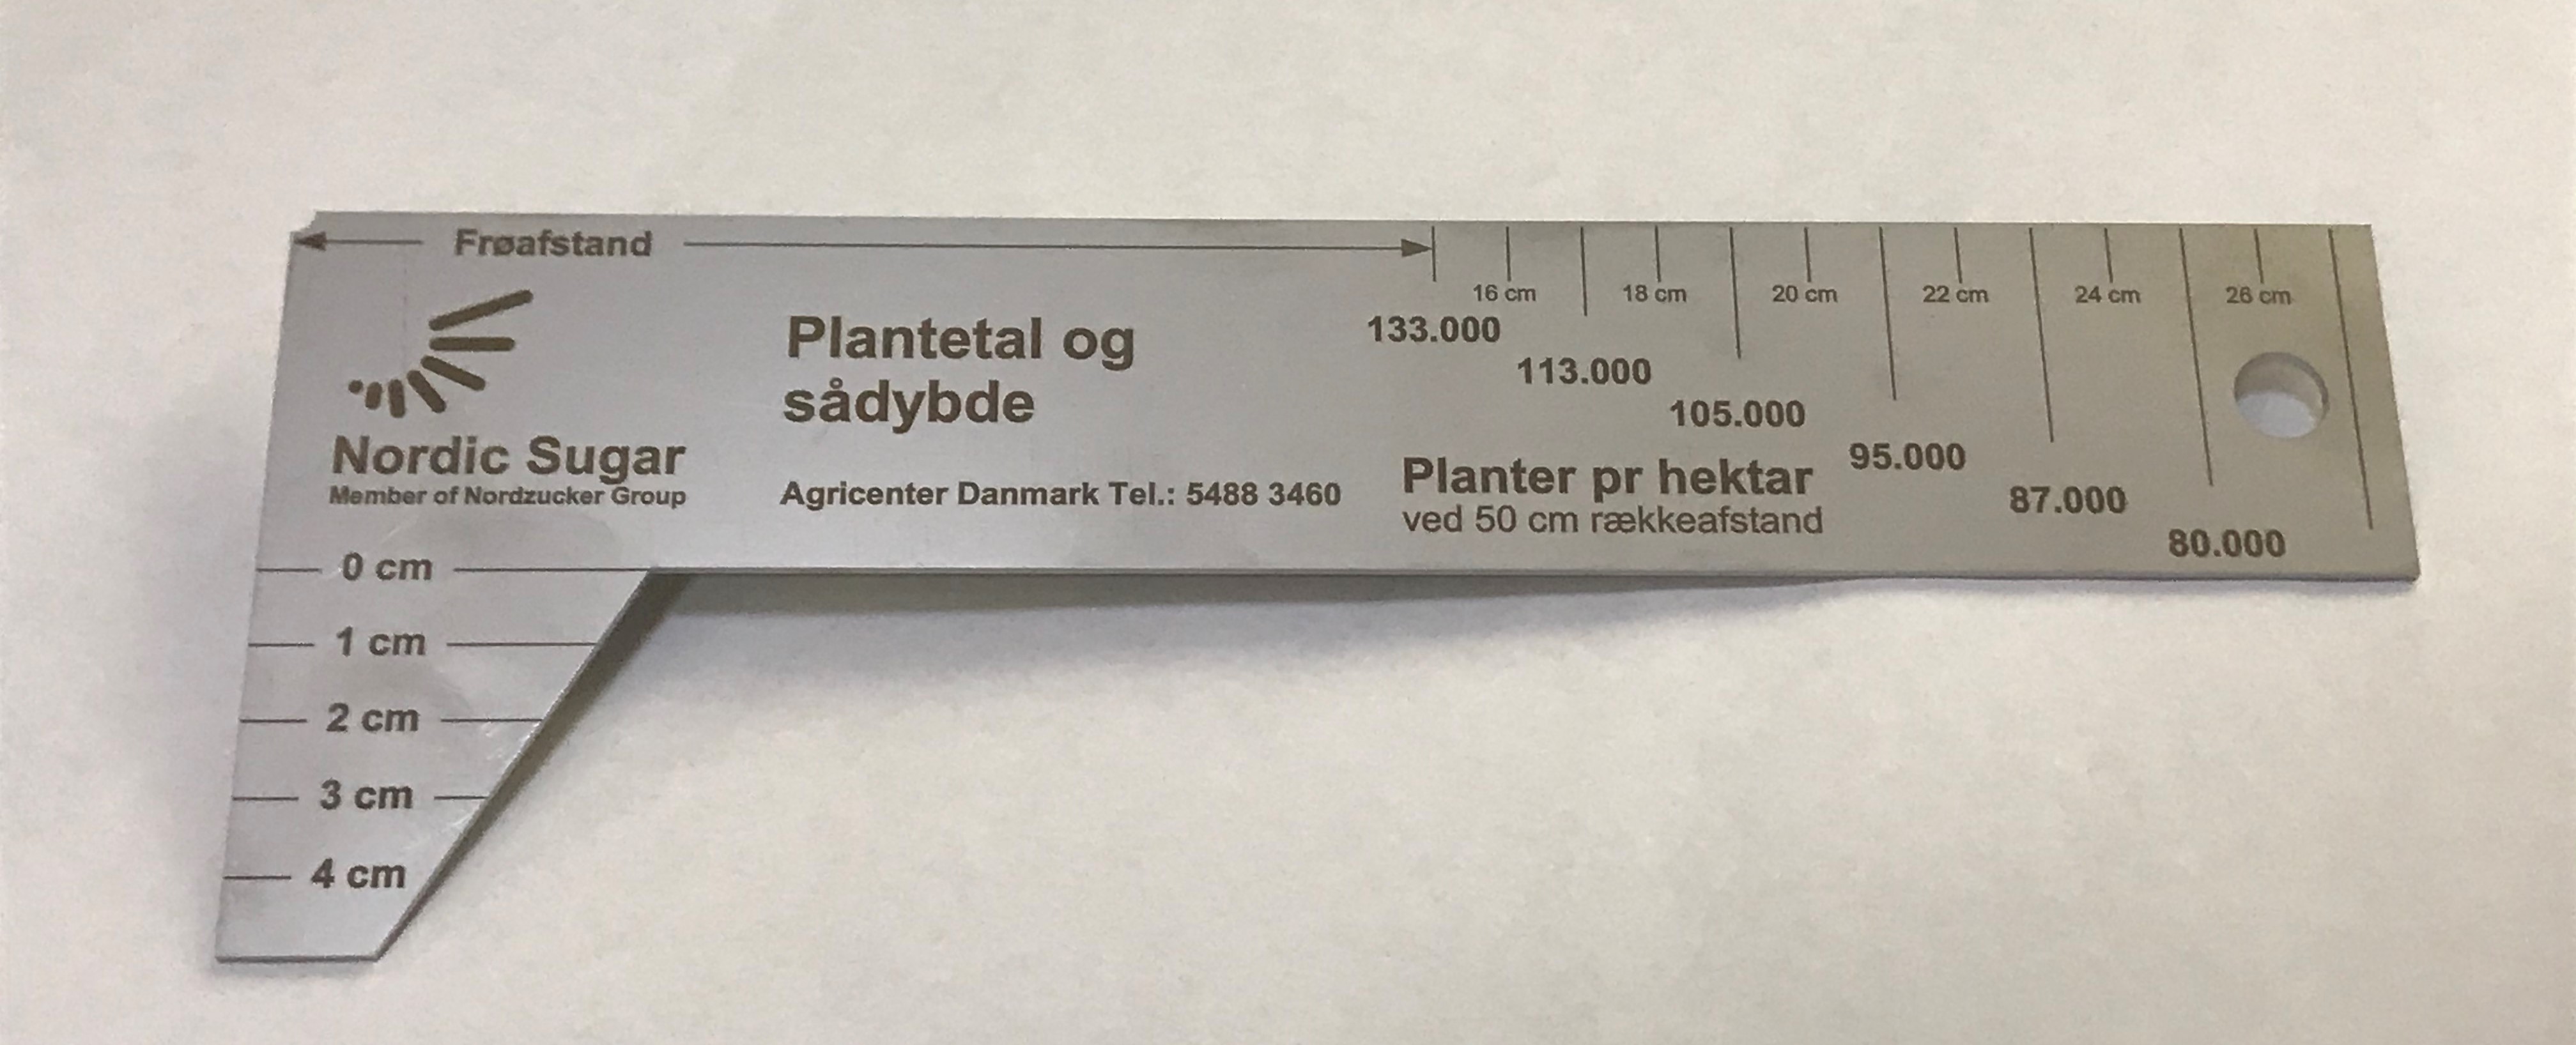 Frøafstand
16 cm 18 cm 20 cm 22 cm 24 cm 26 cm
133.000
113.000
105.000
95.000
87.000
80.000
Plantetal og
sådybde
Nordic Sugar
Member of Nordzucker Group
Agricenter Danmark Tel.: 5488 3460
Planter pr hektar
ved 50 cm rækkeafstand
0 cm
1 cm
2 cm
3 cm
4 cm